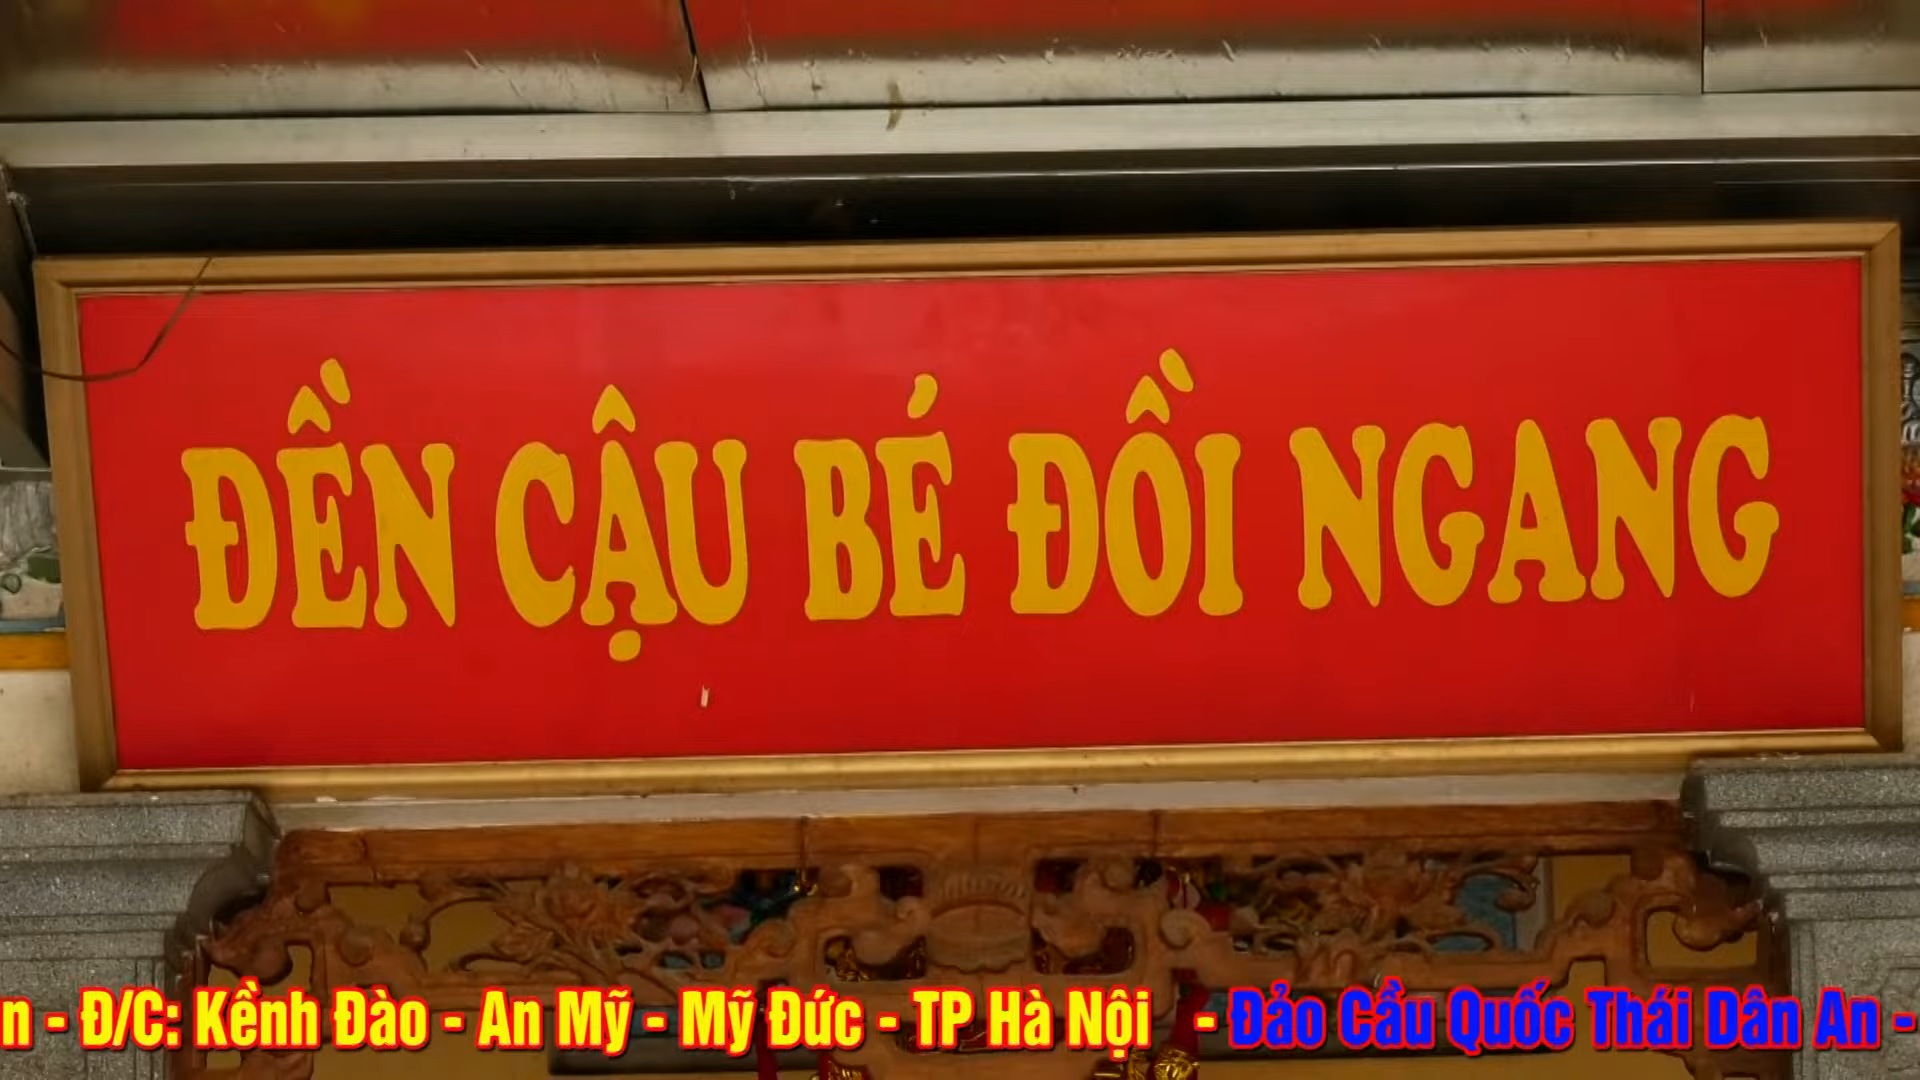 ĐỀN CẬU BÉ ĐỒI NGANG
n - Đ/C: Kềnh Đào - An Mỹ - Mỹ Đức - TP Hà Nội - Đảo Cầu Quốc Thái Dân An -